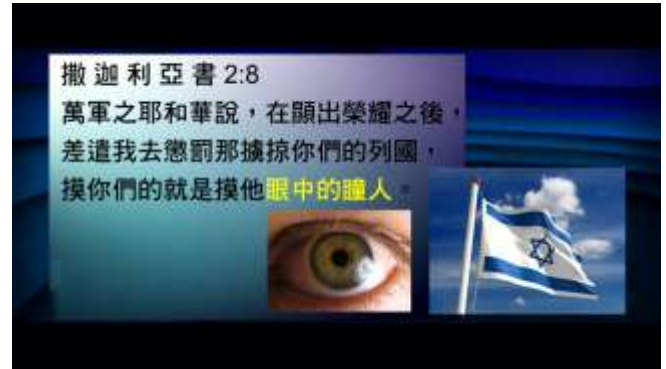 撒迦利亞書 2:8
萬軍之耶和華說，在顯出榮耀之後，
差遣我去懲罰那擄掠你們的列國，
摸你們的就是摸他眼中的瞳人。